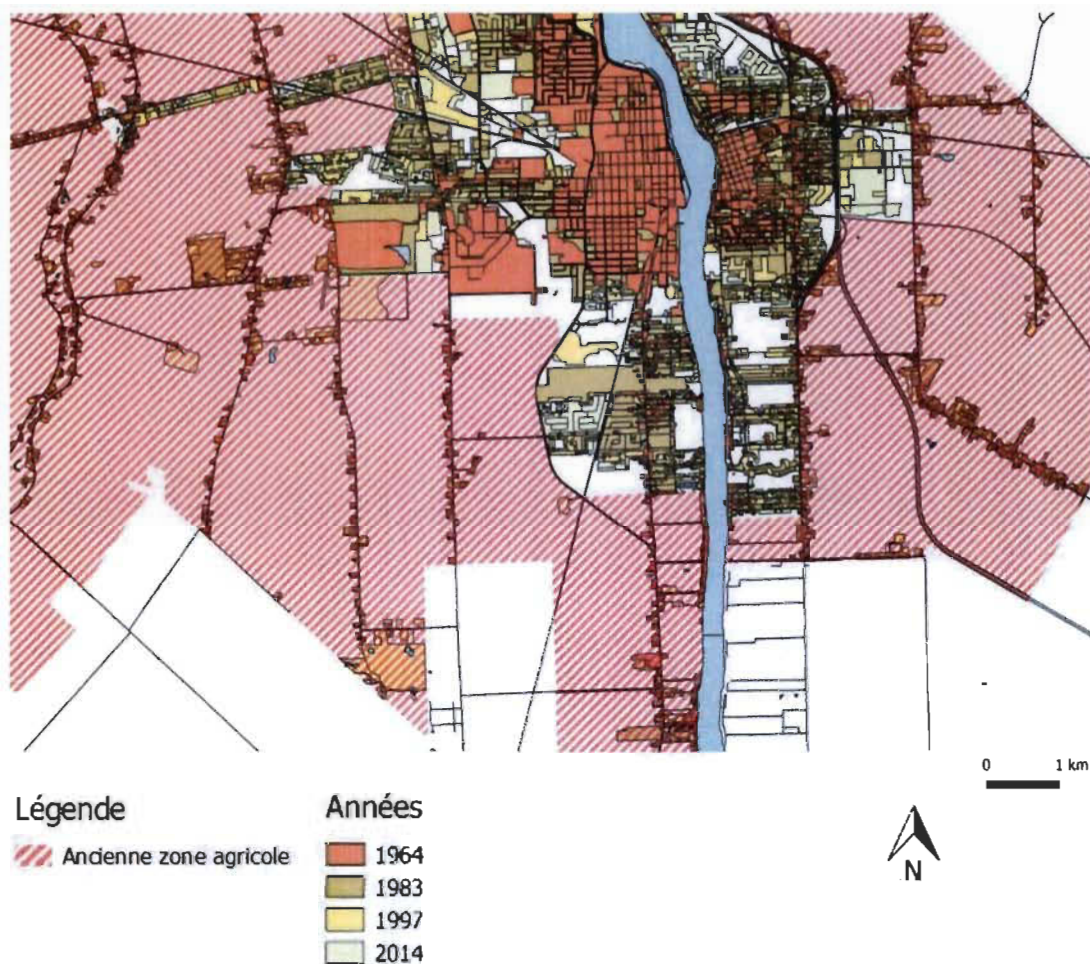 0 1 km
Légende
Années
Ancienne zone agricole
1964
1983
1997
2014
N